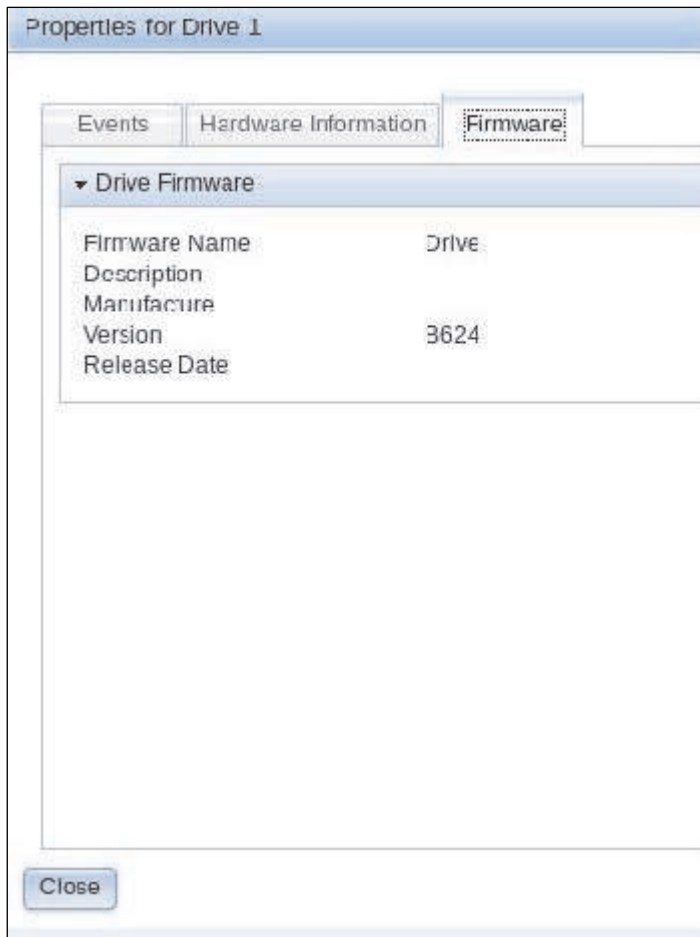 Properties for Drive 1
Events Hardware Information Firmware
Drive Firmware
Firmware Name Drive
Description
Manufacture
Version 3624
Release Date
Close